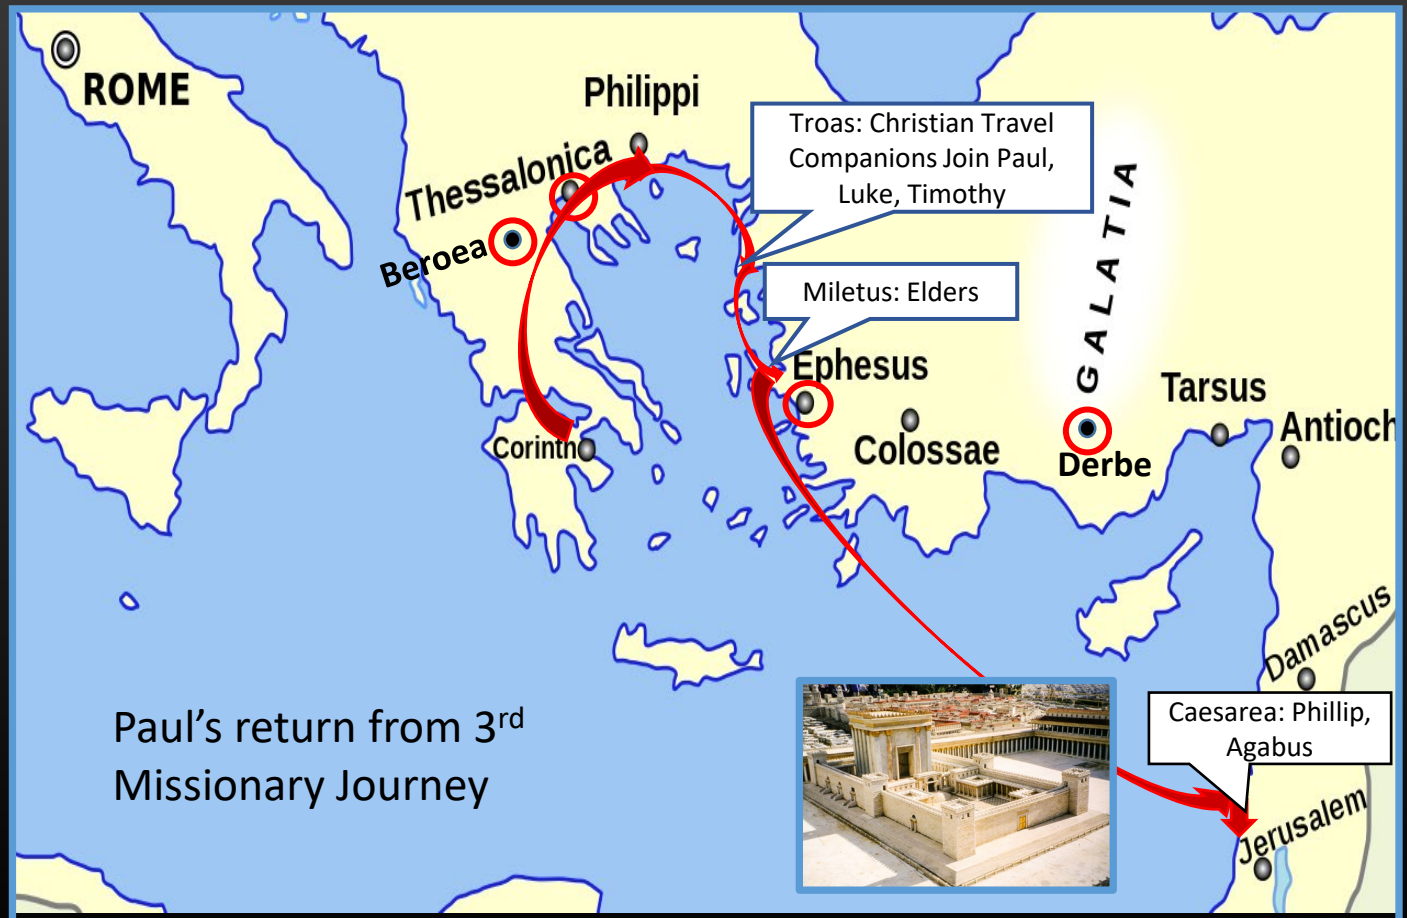 ROME
Philippi
Thessalonica
Beroea
Troas: Christian Travel
Companions Join Paul,
Luke, Timothy
Miletus: Elders
GALATIA
Ephesus
Tarsus
Antioch
Corinth
Colossae
Derbe
Damascus
Paul’s return from 3rd
Missionary Journey
Caesarea: Phillip,
Agabus
Jerusalem